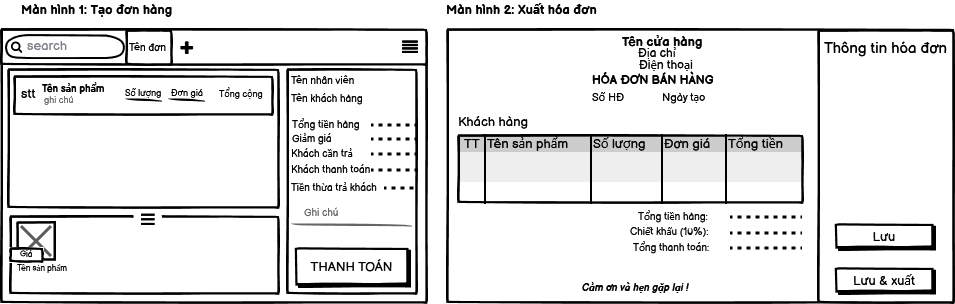 Màn hình 1: Tạo đơn hàng
search
Tên đơn
stt
Tên sản phẩm
ghi chú
Số lượng
Đơn giá
Tổng cộng
Tên nhân viên
Tên khách hàng
Tổng tiền hàng
Giảm giá
Khách cần trả
Khách thanh toán
Tiền thừa trả khách
Ghi chú
THANH TOÁN
Giá
Tên sản phẩm
Màn hình 2: Xuất hóa đơn
Tên cửa hàng
Địa chỉ
Điện thoại
HÓA ĐƠN BÁN HÀNG
Số HĐ Ngày tạo
Khách hàng
TT Tên sản phẩm Số lượng Đơn giá Tổng tiền
Tổng tiền hàng:
Chiết khấu (10%):
Tổng thanh toán:
Cảm ơn và hẹn gặp lại !
Thông tin hóa đơn
Lưu
Lưu & xuất